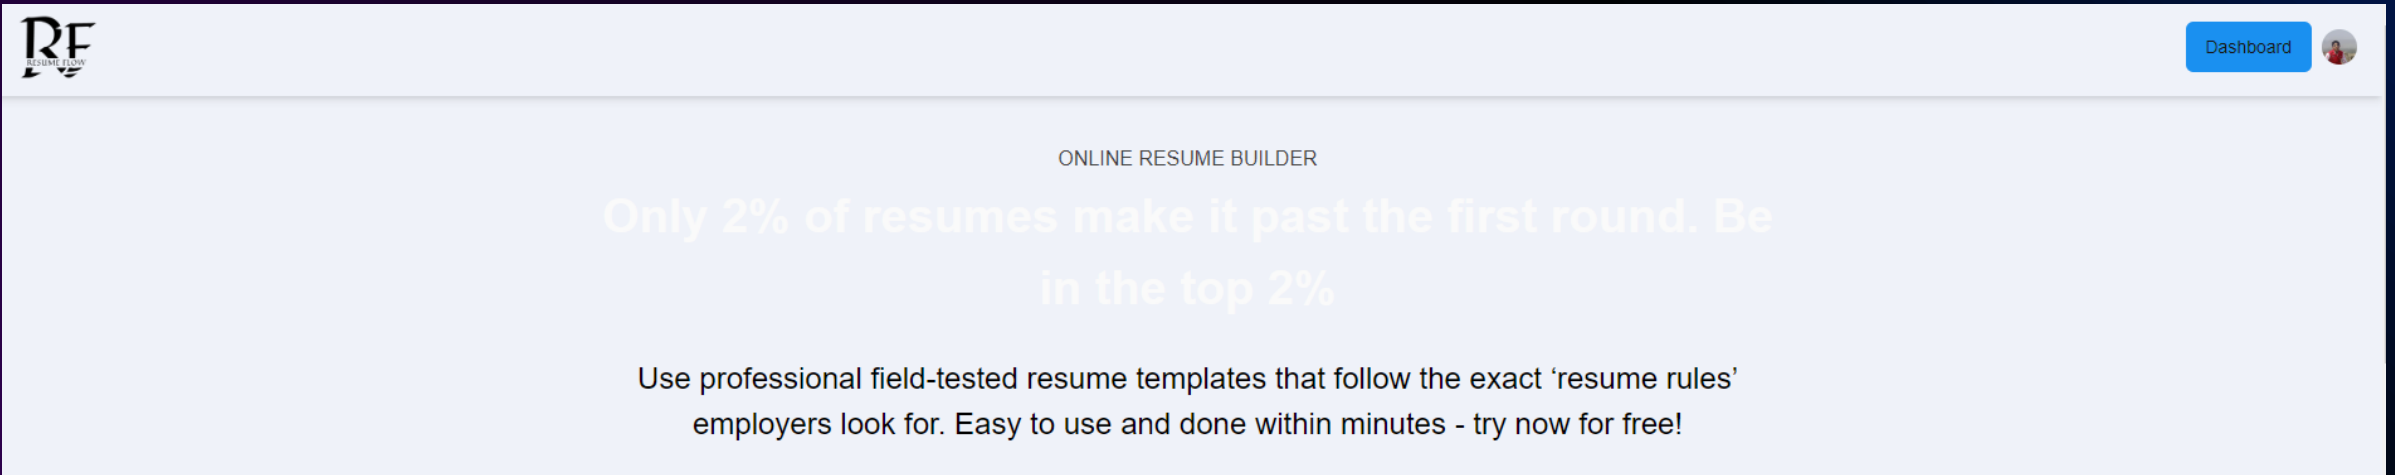 RF
RESUME FLOW
Dashboard
ONLINE RESUME BUILDER
Only 2% of resumes make it past the first round. Be
in the top 2%
Use professional field-tested resume templates that follow the exact ‘resume rules’
employers look for. Easy to use and done within minutes - try now for free!